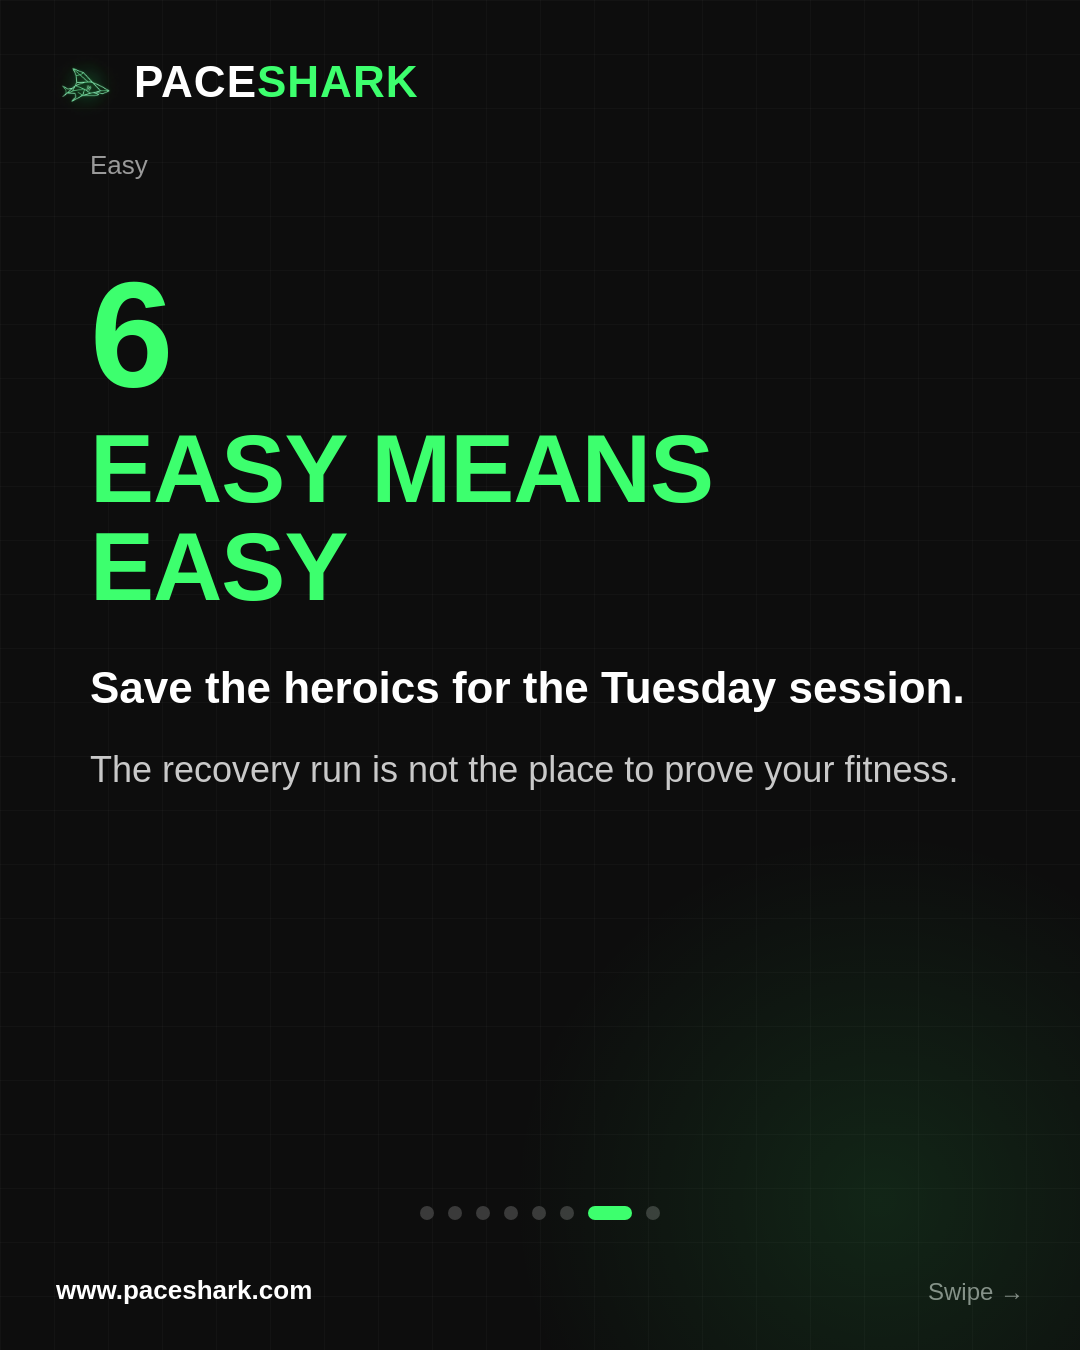 PACESHARK
Easy
6
EASY MEANS
EASY
Save the heroics for the Tuesday session.
The recovery run is not the place to prove your fitness.
www.paceshark.com
Swipe →